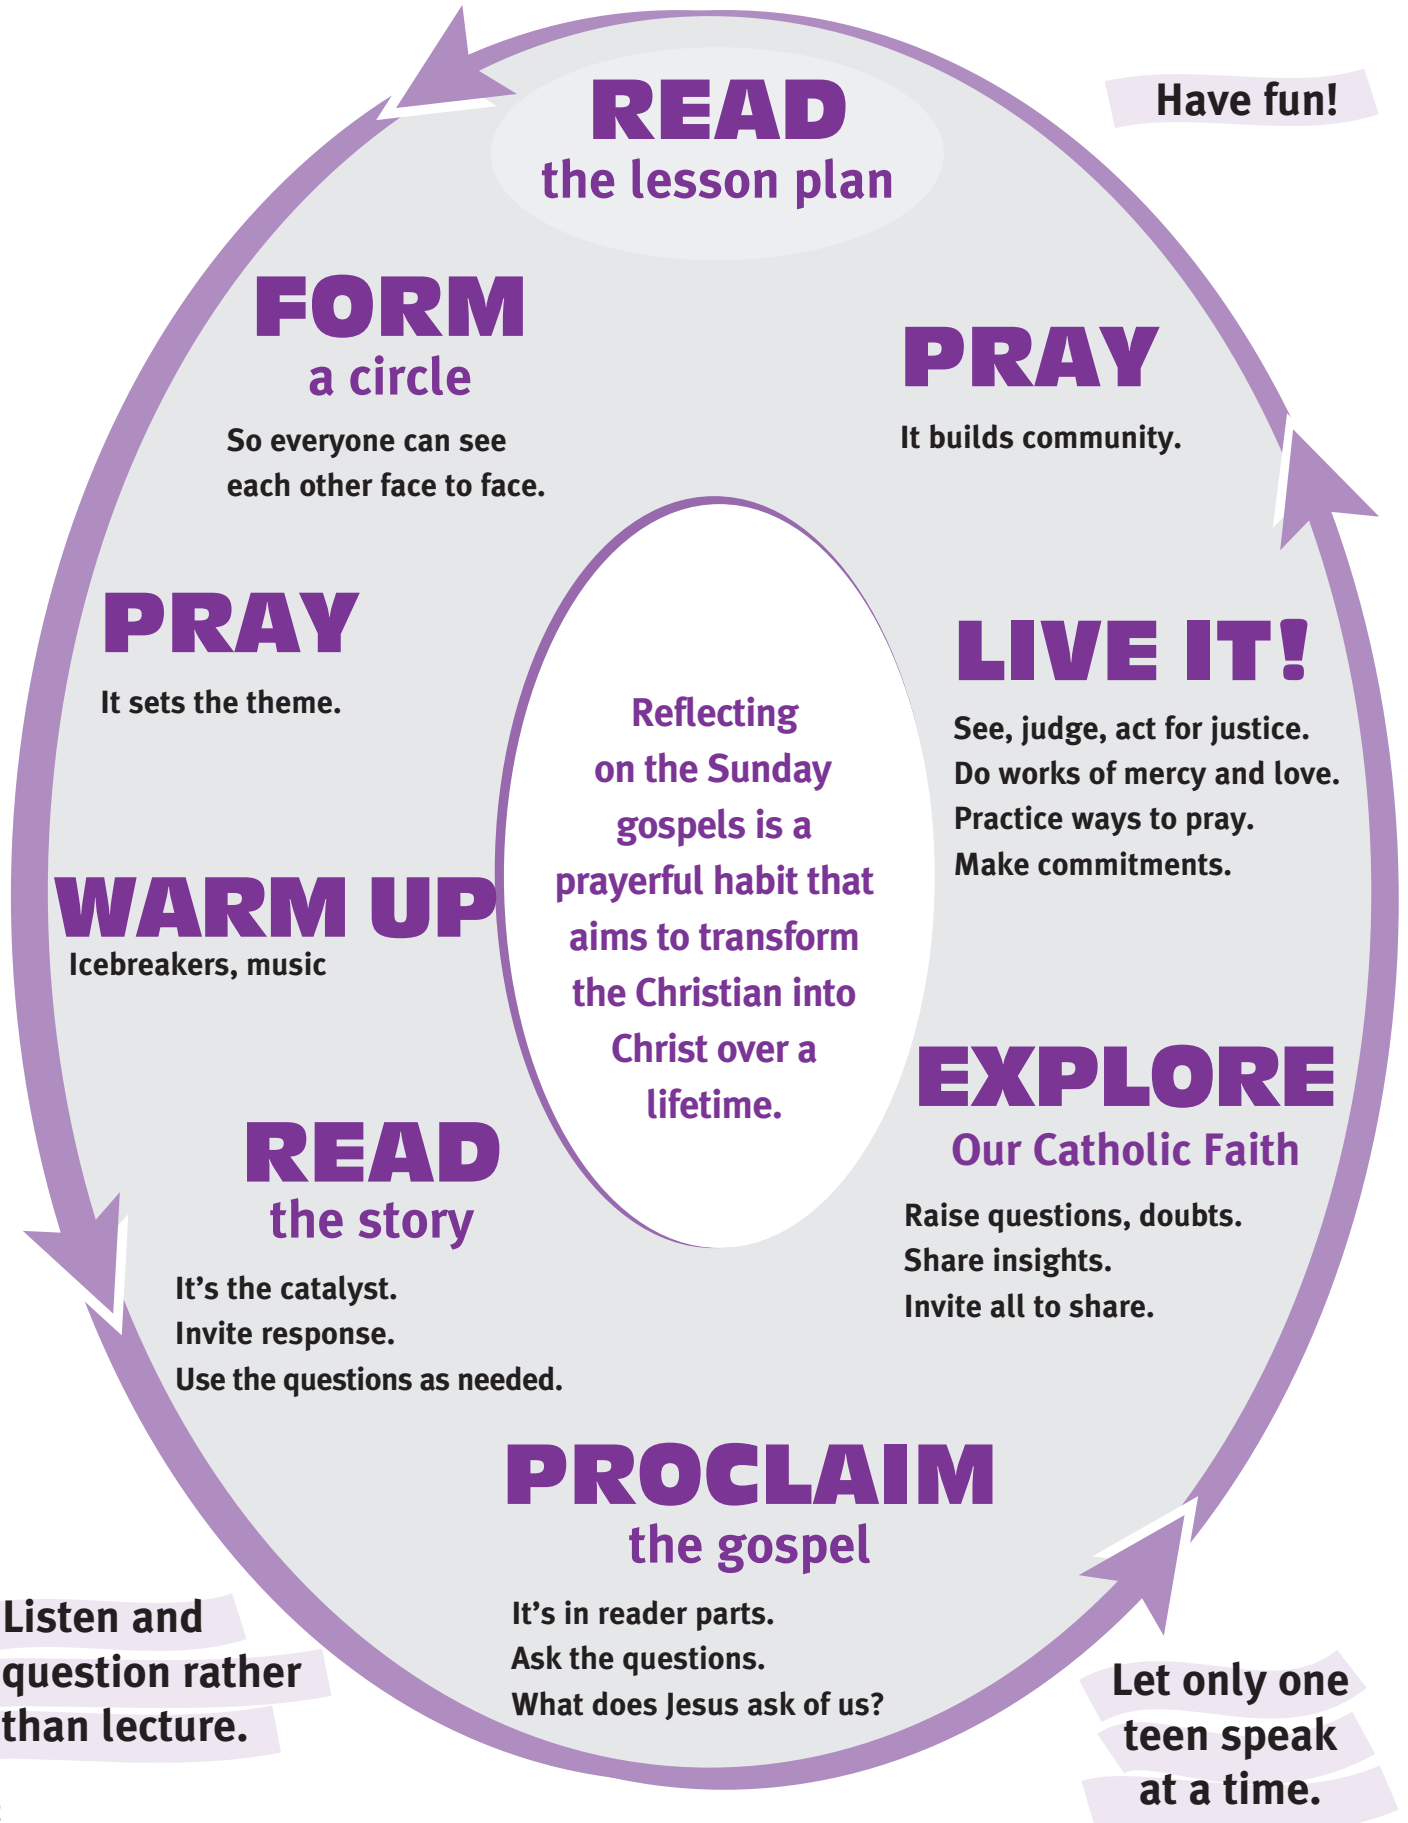 READ
the lesson plan
Have fun!
FORM
a circle
So everyone can see
each other face to face.
PRAY
It sets the theme.
WARM UP
Icebreakers, music
READ
the story
It's the catalyst.
Invite response.
Use the questions as needed.
PROCLAIM
the gospel
It's in reader parts.
Ask the questions.
What does Jesus ask of us?
EXPLORE
Our Catholic Faith
Raise questions, doubts.
Share insights.
Invite all to share.
LIVE IT!
See, judge, act for justice.
Do works of mercy and love.
Practice ways to pray.
Make commitments.
PRAY
It builds community.
Reflecting
on the Sunday
gospels is a
prayerful habit that
aims to transform
the Christian into
Christ over a
lifetime.
Listen and
question rather
than lecture.
Let only one
teen speak
at a time.